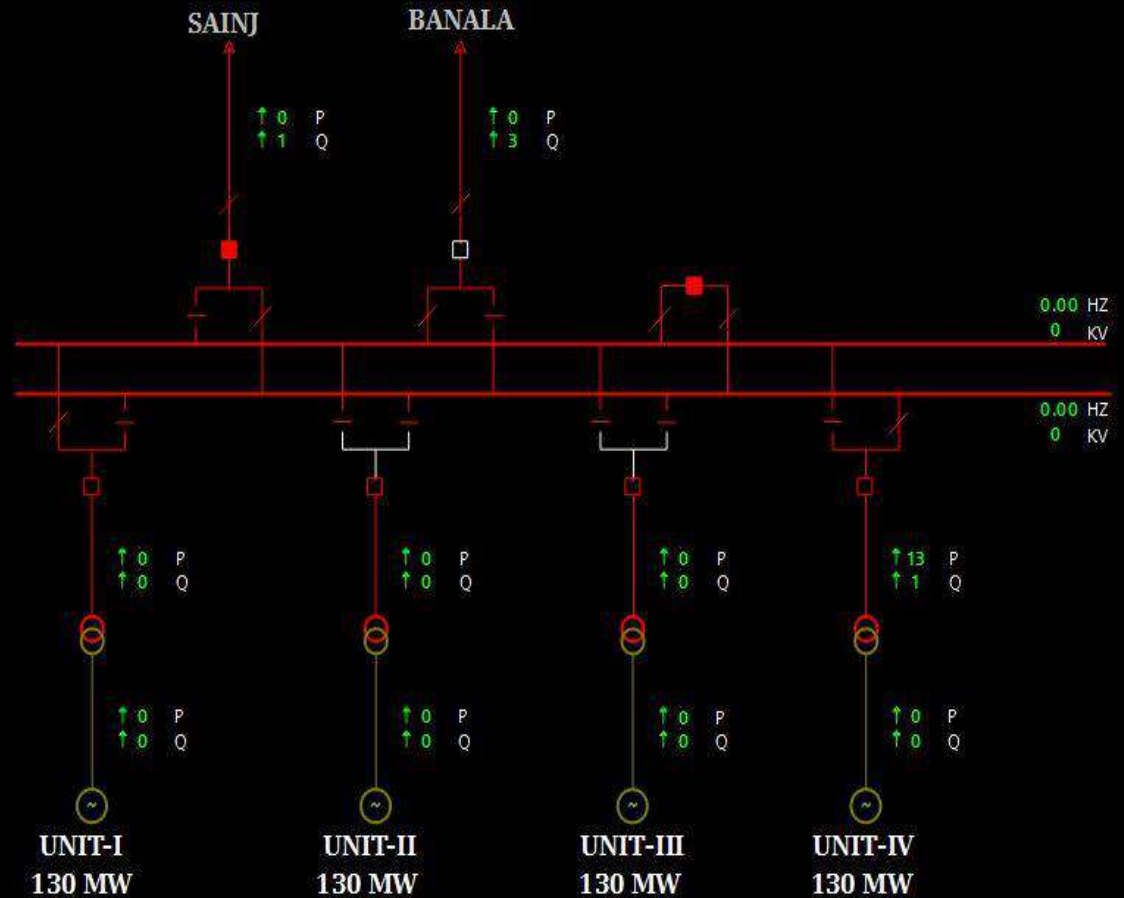 SAINJ
BANALA
↑ 0 P
↑ 1 Q
↑ 0 P
↑ 3 Q
0.00 HZ
0 KV
0.00 HZ
0 KV
↑ 0 P
↑ 0 Q
↑ 0 P
↑ 0 Q
↑ 0 P
↑ 0 Q
↑ 13 P
↑ 1 Q
↑ 0 P
↑ 0 Q
↑ 0 P
↑ 0 Q
↑ 0 P
↑ 0 Q
↑ 0 P
↑ 0 Q
~
~
~
~
UNIT-I
130 MW
UNIT-II
130 MW
UNIT-III
130 MW
UNIT-IV
130 MW